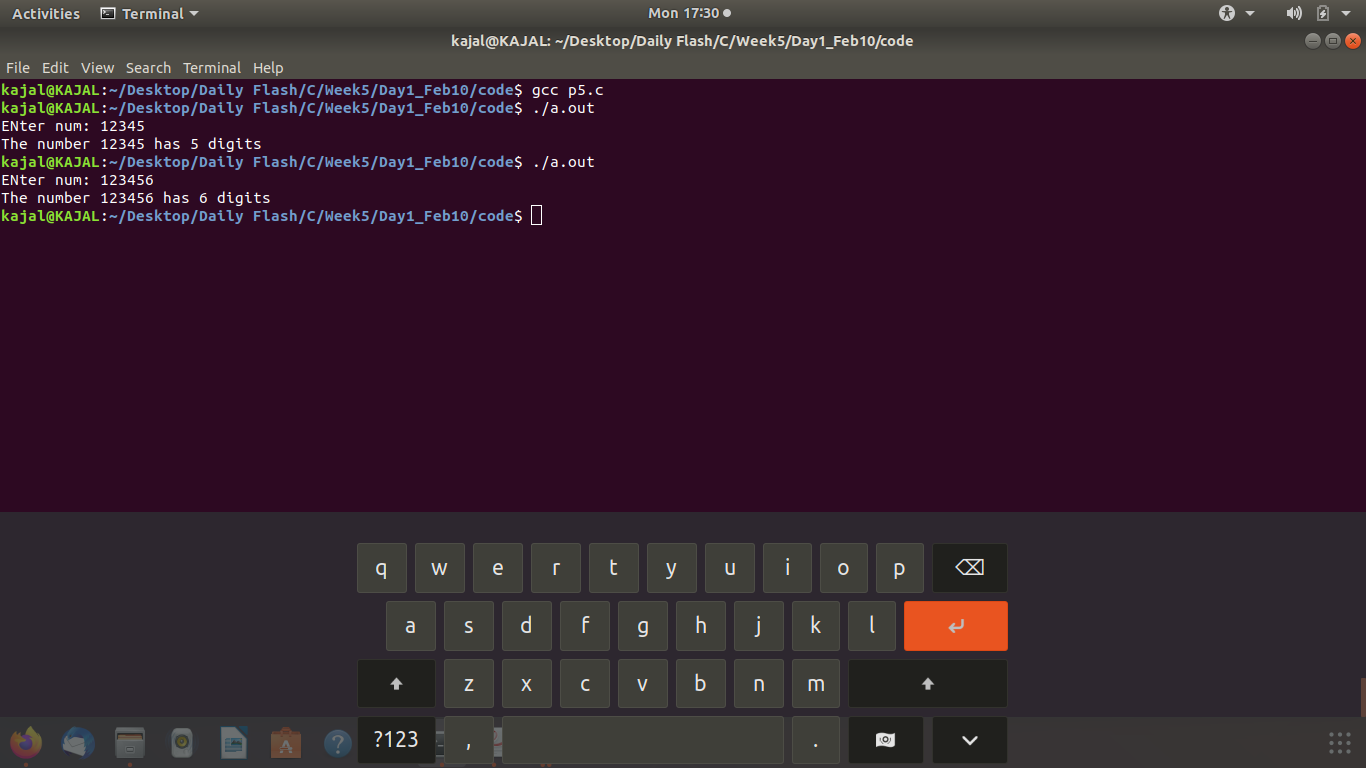 Activities Terminal Mon 17:30
kajal@KAJAL: ~/Desktop/Daily Flash/C/Week5/Day1_Feb10/code
File Edit View Search Terminal Help
kajal@KAJAL:~/Desktop/Daily Flash/C/Week5/Day1_Feb10/code$ gcc p5.c
kajal@KAJAL:~/Desktop/Daily Flash/C/Week5/Day1_Feb10/code$ ./a.out
ENter num: 12345
The number 12345 has 5 digits
kajal@KAJAL:~/Desktop/Daily Flash/C/Week5/Day1_Feb10/code$ ./a.out
ENter num: 123456
The number 123456 has 6 digits
kajal@KAJAL:~/Desktop/Daily Flash/C/Week5/Day1_Feb10/code$
q w e r t y u i o p
a s d f g h j k l
z x c v b n m
?123 , .